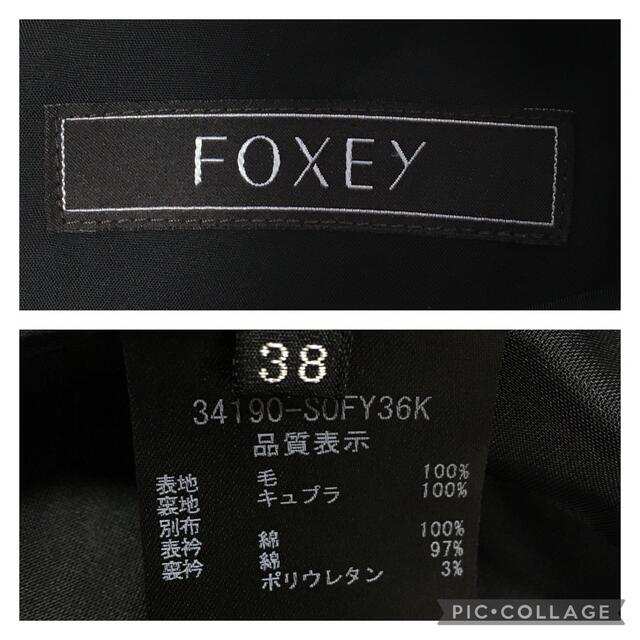 FOXEY
38
34190-SOFY36K
品質表示
表地 毛 100%
裏地 キュプラ 100%
別布
表衿 綿 100%
裏衿 綿 97%
ポリウレタン 3%
PIC•COLLAGE